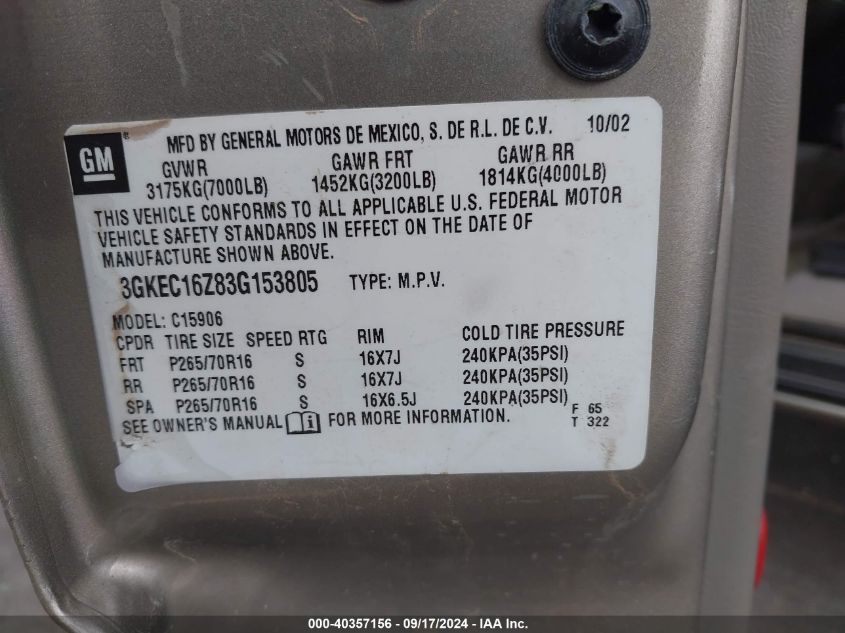 GM
MFD BY GENERAL MOTORS DE MEXICO, S. DE R.L. DE C.V. 10/02
GVWR GAWR FRT GAWR RR
3175KG(7000LB) 1452KG(3200LB) 1814KG(4000LB)
THIS VEHICLE CONFORMS TO ALL APPLICABLE U.S. FEDERAL MOTOR
VEHICLE SAFETY STANDARDS IN EFFECT ON THE DATE OF
MANUFACTURE SHOWN ABOVE.
3GKEC16Z83G153805 TYPE: M.P.V.
MODEL: C15906
CPDR TIRE SIZE SPEED RTG RIM COLD TIRE PRESSURE
FRT P265/70R16 S 16X7J 240KPA(35PSI)
RR P265/70R16 S 16X7J 240KPA(35PSI)
SPA P265/70R16 S 16X6.5J 240KPA(35PSI)
SEE OWNER'S MANUAL i FOR MORE INFORMATION.
F 65
T 322
000-40357156 - 09/17/2024 - IAA Inc.